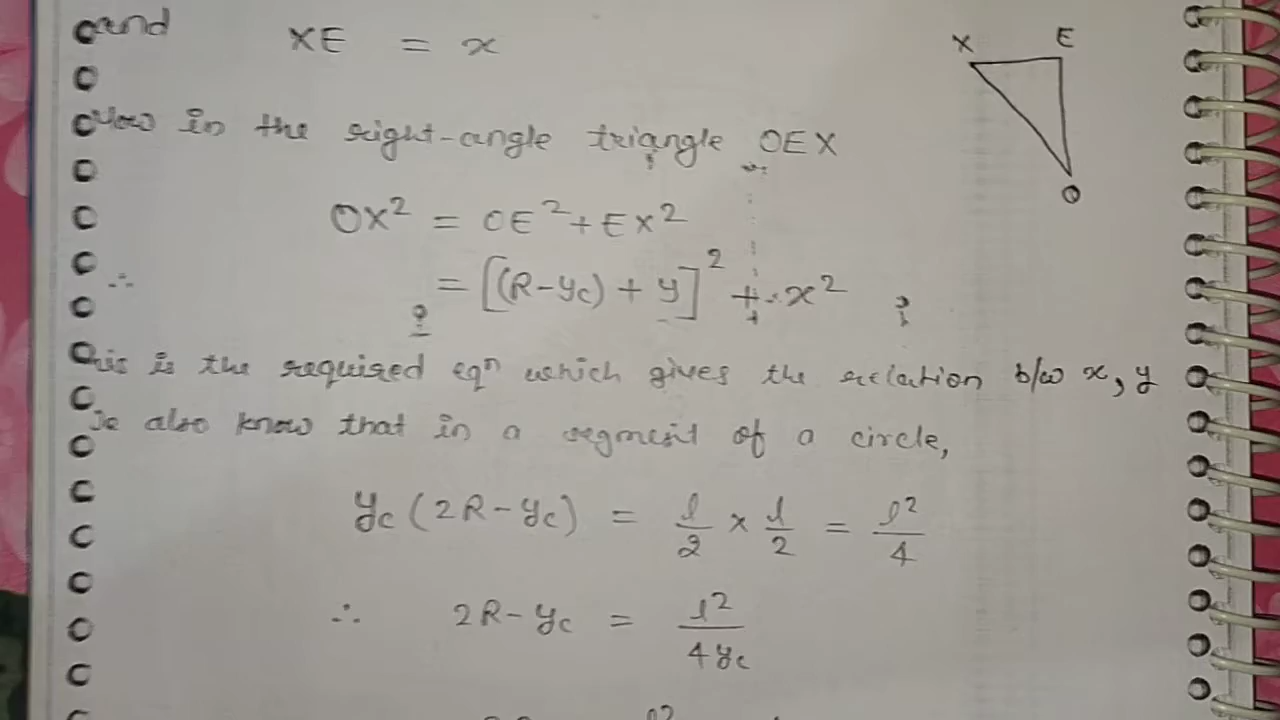 and XE = x
X E
Now in the right-angle triangle OEX
O
OX² = OE² + EX²
∴ = [(R-yc) + y]² + x²
This is the required eqⁿ which gives the relation b/w x, y
We also know that in a segment of a circle,
yc (2R-yc) = l/2 × l/2 = l²/4
∴ 2R-yc = l²/4yc